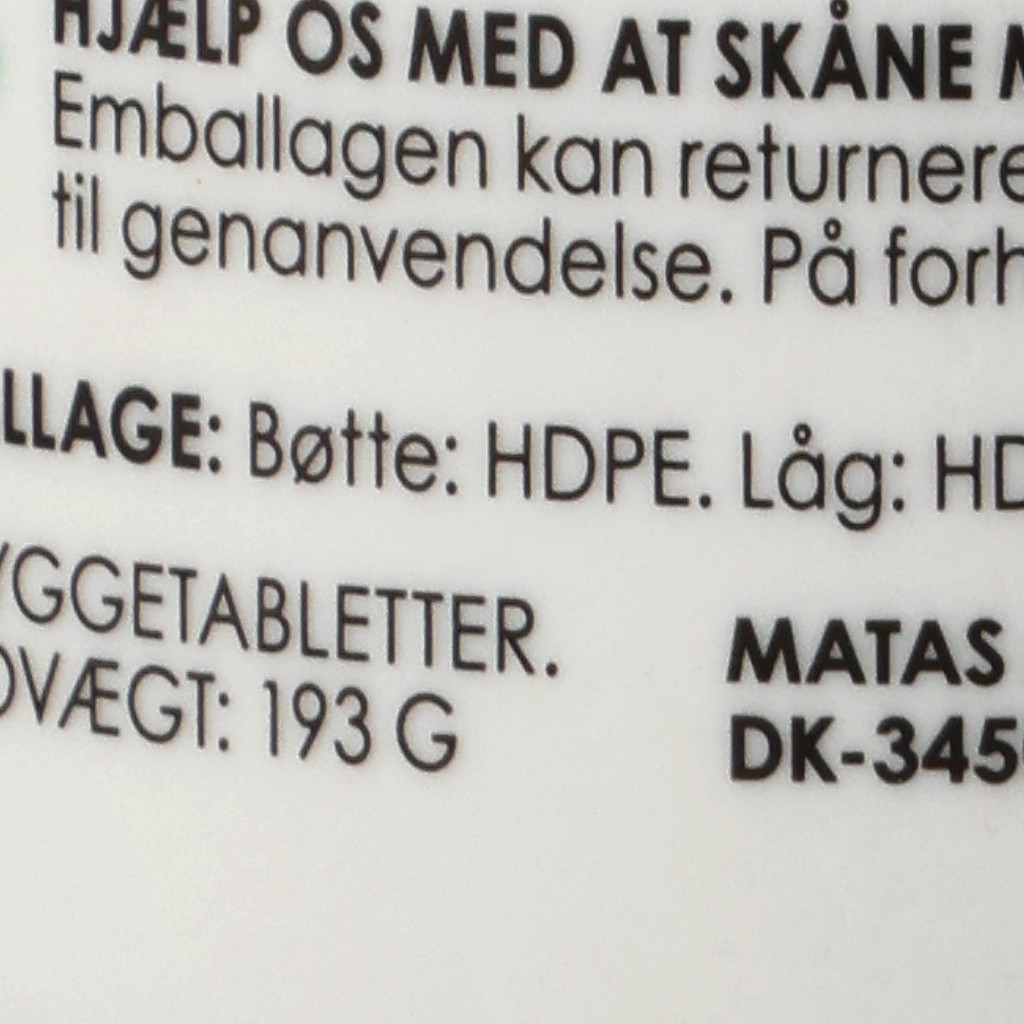 HJÆLP OS MED AT SKÅNE
Emballagen kan returnere
til genanvendelse. På forh
LLAGE: Bøtte: HDPE. Låg: HD
YGGETABLETTER.
OVÆGT: 193 G
MATAS
DK-345